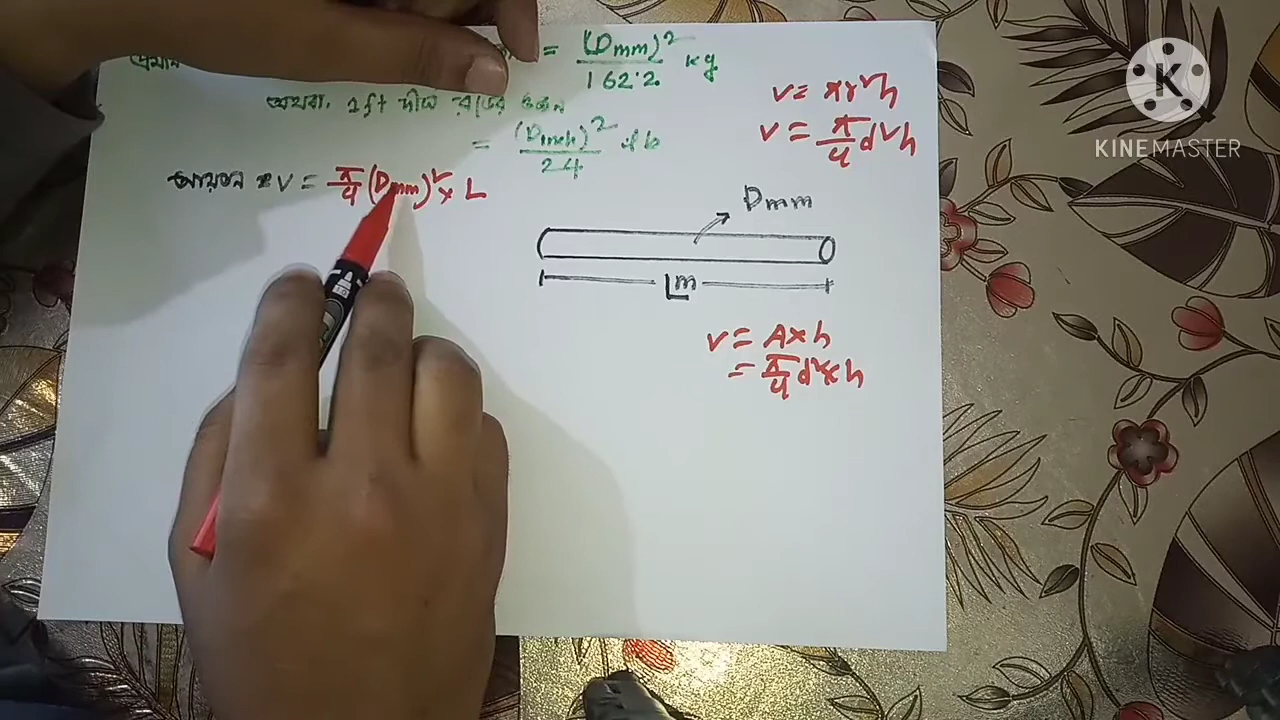 প্রমান = (Dmm)² / 162.2 kg
অথবা, 1ft দীর্ঘ রডের ওজন
= (Dinch)² / 24 lb
আয়তন V = π/4 (Dmm)² × L
V = πr²h
V = π/4 d²h
Dmm
Lm
V = A×h
= π/4 d² × h
K
KINEMASTER